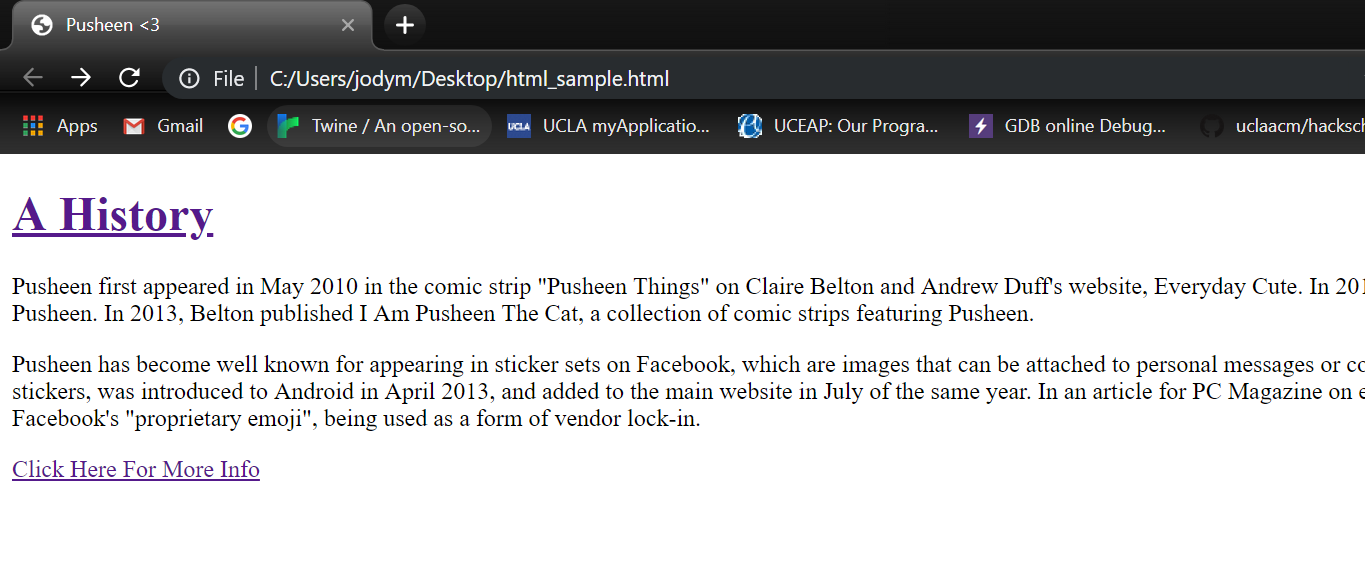 Pusheen <3
File C:/Users/jodym/Desktop/html_sample.html
Apps Gmail Twine / An open-so... UCLA UCLA myApplicatio... UCEAP: Our Progra... GDB online Debug... uclaacm/hacksch
A History
Pusheen first appeared in May 2010 in the comic strip "Pusheen Things" on Claire Belton and Andrew Duff's website, Everyday Cute. In 201
Pusheen. In 2013, Belton published I Am Pusheen The Cat, a collection of comic strips featuring Pusheen.
Pusheen has become well known for appearing in sticker sets on Facebook, which are images that can be attached to personal messages or co
stickers, was introduced to Android in April 2013, and added to the main website in July of the same year. In an article for PC Magazine on e
Facebook's "proprietary emoji", being used as a form of vendor lock-in.
Click Here For More Info